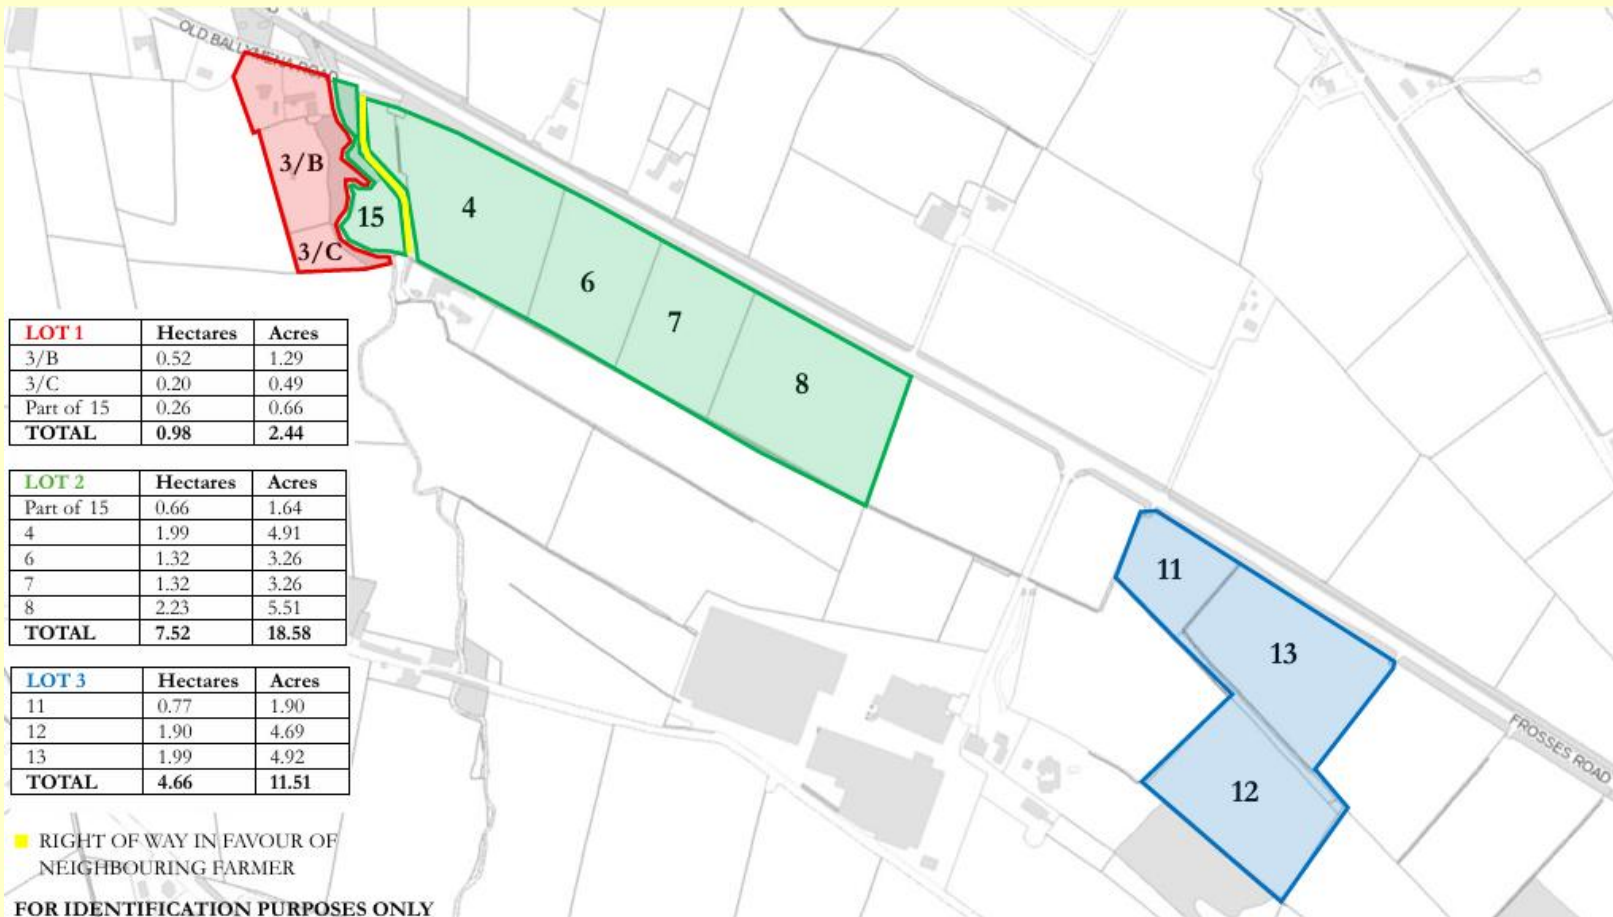 OLD BALLYMENA ROAD
3/B
15
3/C
4
6
7
8
LOT 1 Hectares Acres
3/B 0.52 1.29
3/C 0.20 0.49
Part of 15 0.26 0.66
TOTAL 0.98 2.44
LOT 2 Hectares Acres
Part of 15 0.66 1.64
4 1.99 4.91
6 1.32 3.26
7 1.32 3.26
8 2.23 5.51
TOTAL 7.52 18.58
11
13
12
FROSSES ROAD
LOT 3 Hectares Acres
11 0.77 1.90
12 1.90 4.69
13 1.99 4.92
TOTAL 4.66 11.51
RIGHT OF WAY IN FAVOUR OF
NEIGHBOURING FARMER
FOR IDENTIFICATION PURPOSES ONLY